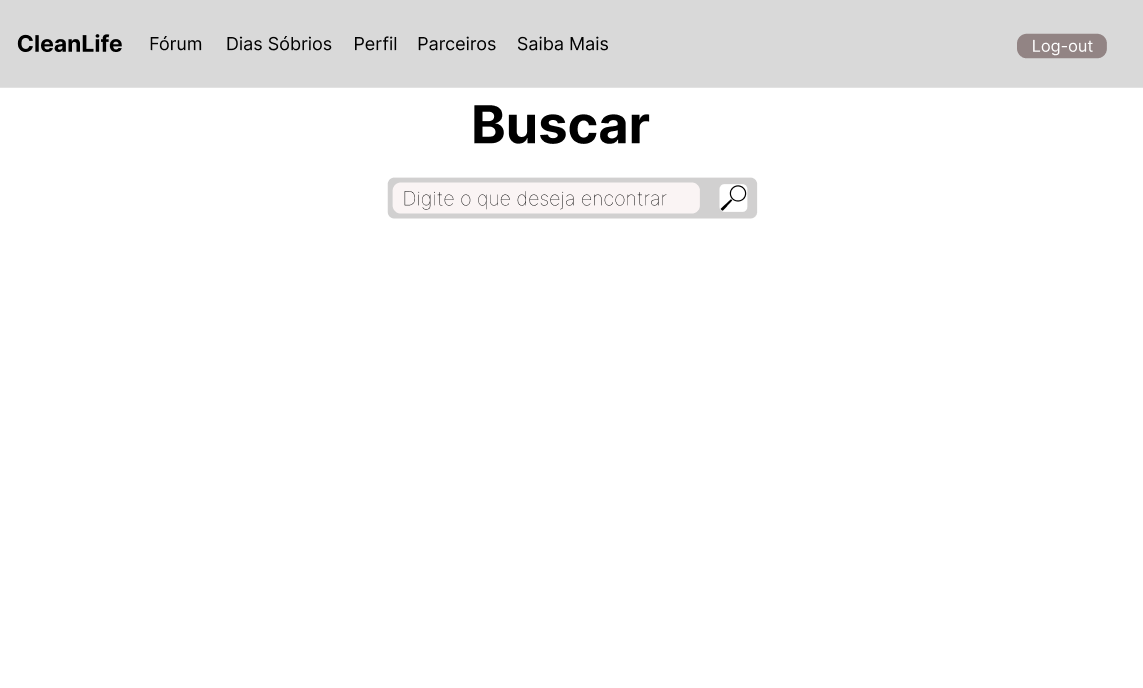 CleanLife Fórum Dias Sóbrios Perfil Parceiros Saiba Mais Log-out
Buscar
Digite o que deseja encontrar